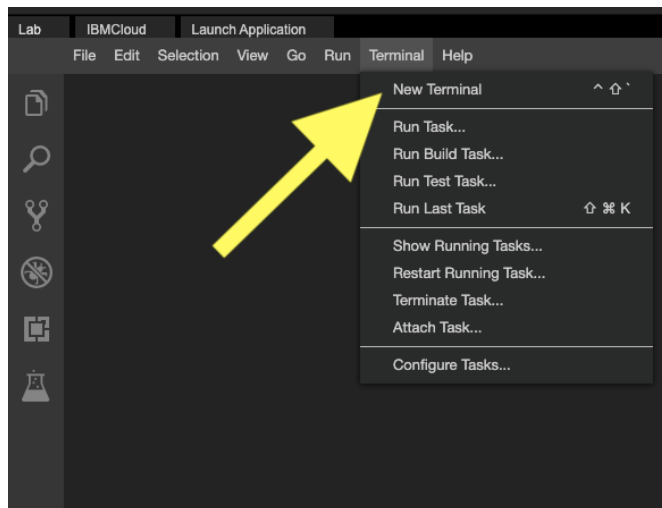 Lab IBMCloud Launch Application
File Edit Selection View Go Run Terminal Help
New Terminal ^ ⇧ `
Run Task...
Run Build Task...
Run Test Task...
Run Last Task ⇧ ⌘ K
Show Running Tasks...
Restart Running Task...
Terminate Task...
Attach Task...
Configure Tasks...